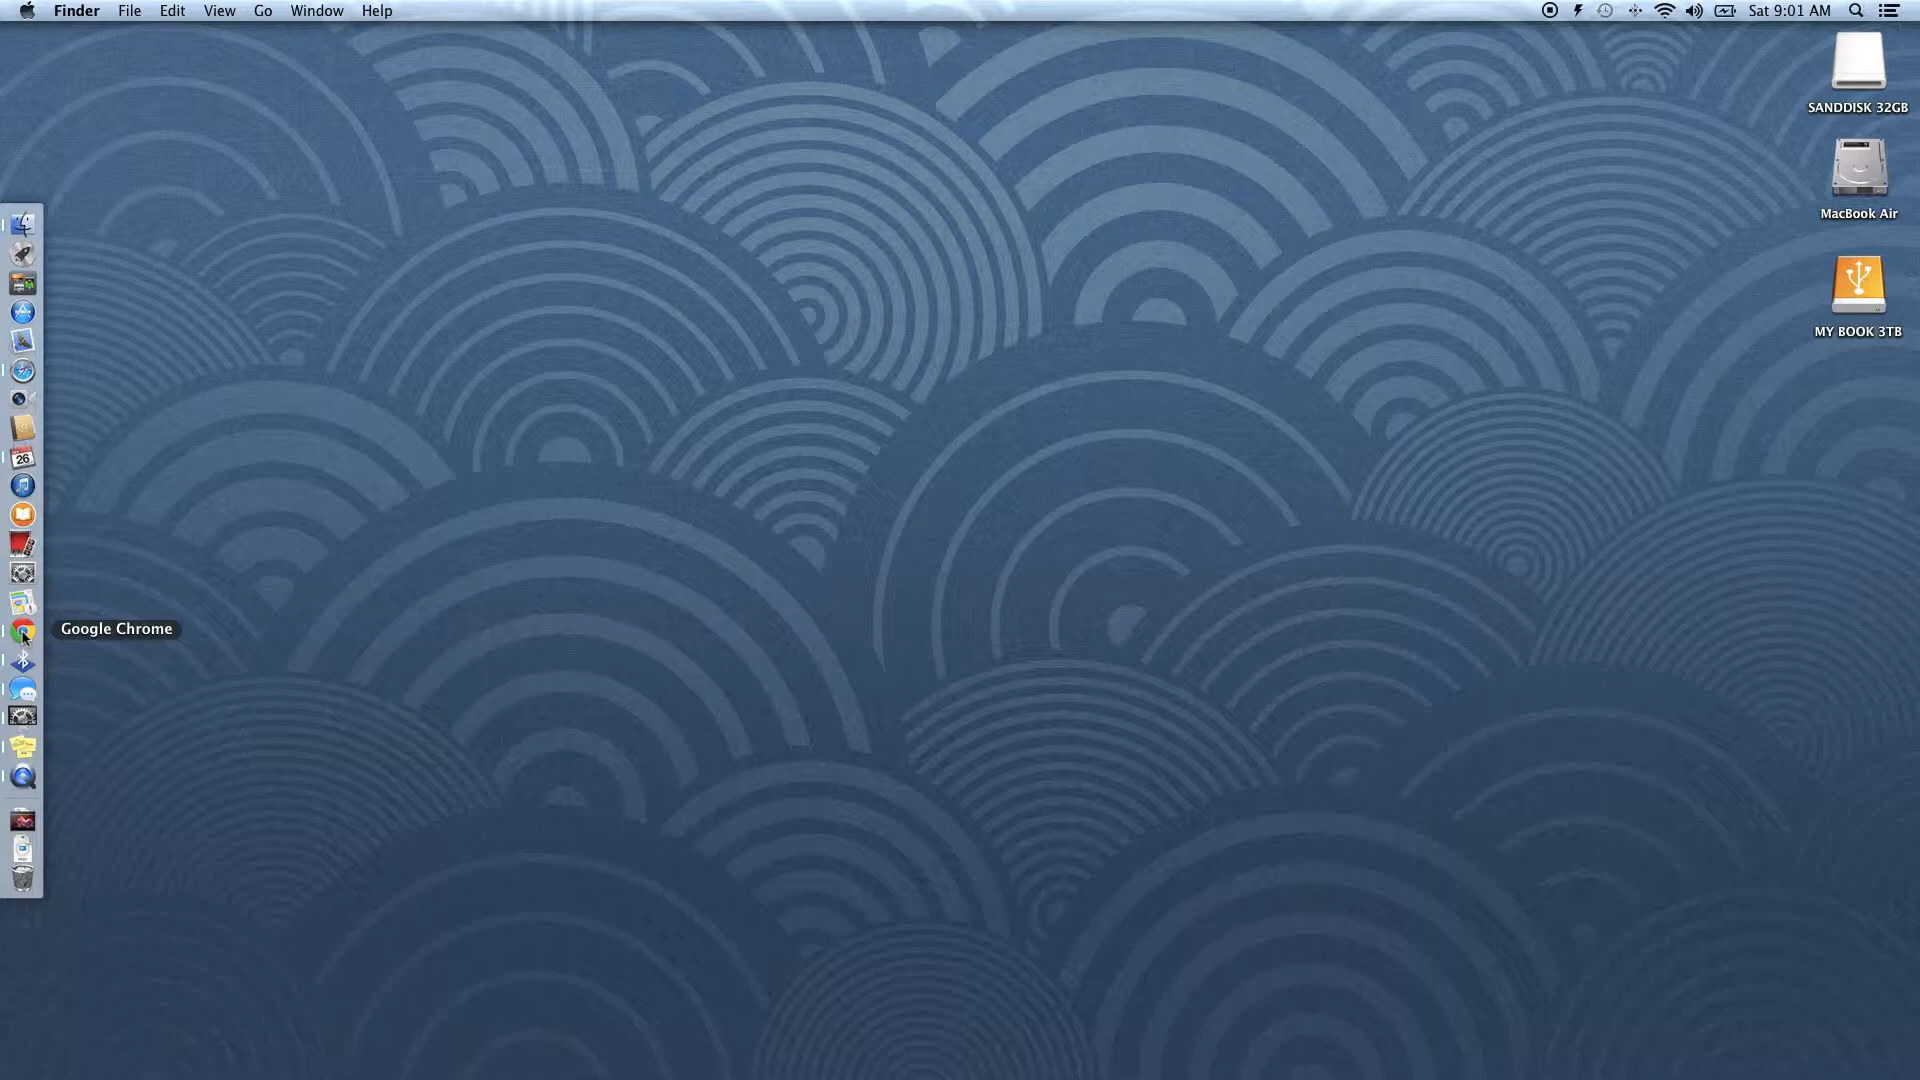 Finder File Edit View Go Window Help
Sat 9:01 AM
SANDDISK 32GB
MacBook Air
MY BOOK 3TB
26
Google Chrome